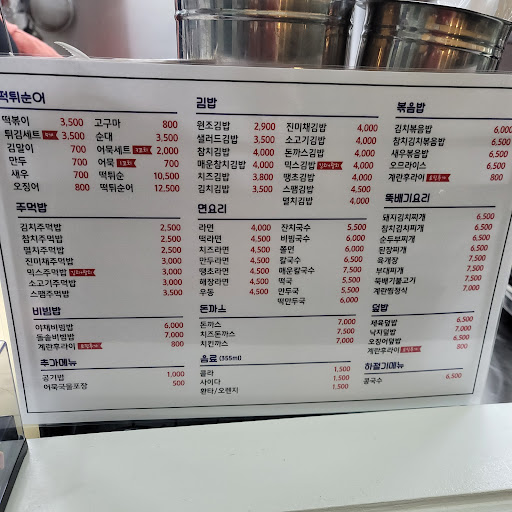 떡튀순어
떡볶이 3,500
튀김세트 3,500
김말이 700
만두 700
새우 700
오징어 800
고구마 800
순대 3,500
어묵세트 2,000
어묵 700
떡튀순 10,500
떡튀순어 12,500
주먹밥
김치주먹밥 2,500
참치주먹밥 2,500
멸치주먹밥 2,500
진미채주먹밥 3,000
믹스주먹밥 3,000
소고기주먹밥 3,000
스팸주먹밥 3,000
비빔밥
야채비빔밥 6,000
돌솥비빔밥 7,000
계란후라이 800
추가메뉴
공기밥 1,000
어묵국물포장 500
김밥
원조김밥 2,900
샐러드김밥 3,500
참치김밥 4,000
매운참치김밥 4,000
치즈김밥 3,800
김치김밥 3,500
진미채김밥 4,000
소고기김밥 4,000
돈까스김밥 4,000
믹스김밥 4,000
땡초김밥 4,000
스팸김밥 4,500
멸치김밥 4,000
면요리
라면 4,000
떡라면 4,500
치즈라면 4,500
만두라면 4,500
땡초라면 4,500
해장라면 4,500
우동 4,500
잔치국수 5,500
비빔국수 6,000
쫄면 6,000
칼국수 6,500
매운칼국수 7,500
떡국 5,500
만두국 5,500
떡만두국 6,000
돈까스
돈까스 7,000
치즈돈까스 7,500
치킨까스 7,000
음료 (355ml)
콜라 1,500
사이다 1,500
환타/오렌지 1,500
볶음밥
김치볶음밥 6,000
참치김치볶음밥 6,500
새우볶음밥 6,500
오므라이스 6,500
계란후라이 800
뚝배기요리
돼지김치찌개 6,500
참치김치찌개 6,500
순두부찌개 6,500
된장찌개 6,500
육개장 7,500
부대찌개 7,500
뚝배기불고기 7,500
계란찜정식 7,000
덮밥
제육덮밥 6,500
낙지덮밥 7,000
오징어덮밥 6,500
계란후라이 800
하절기메뉴
콩국수 6,500